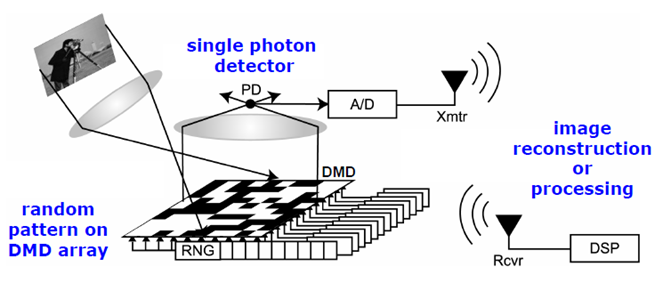 single photon
detector
PD
A/D
Xmtr
image
reconstruction
or
processing
DMD
random
pattern on
DMD array
RNG
Rcvr
DSP